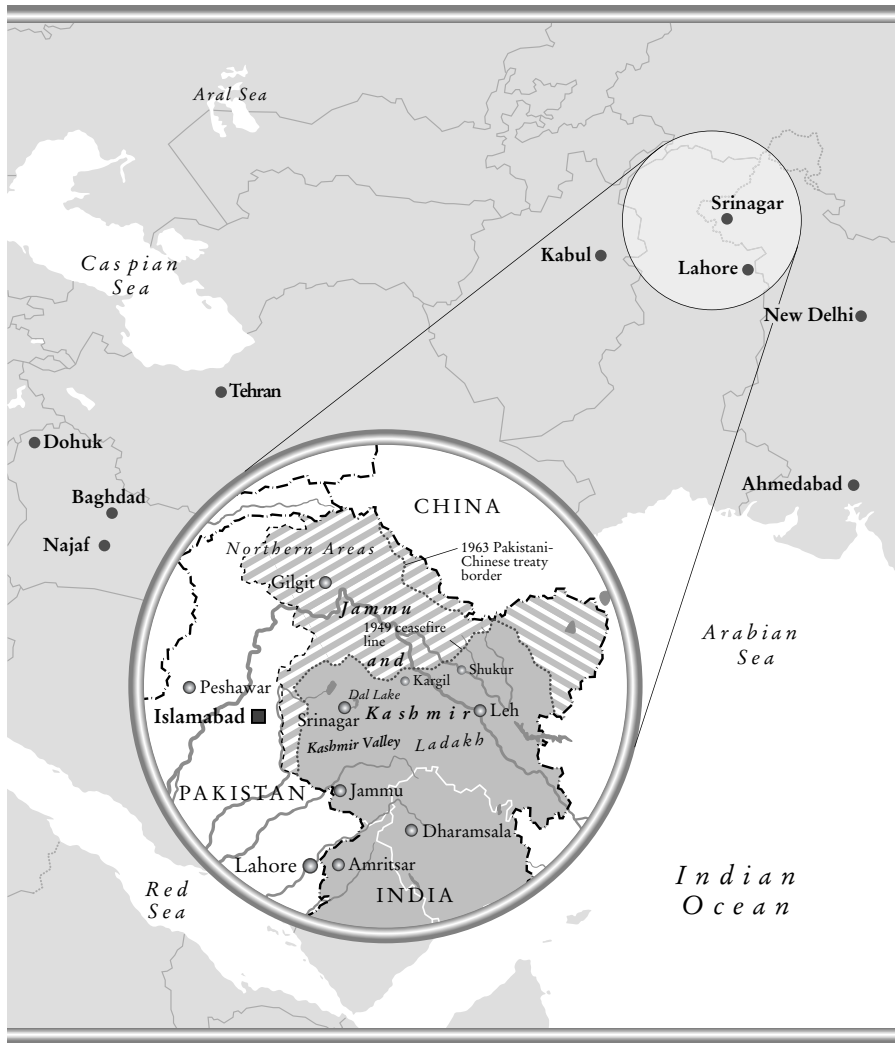 Aral Sea
Srinagar
Kabul
Lahore
Caspian
Sea
New Delhi
Tehran
Dohuk
Baghdad
Najaf
Ahmedabad
CHINA
Northern Areas
1963 Pakistani-
Chinese treaty
border
Gilgit
Jammu
1949 ceasefire
line
and
Shukur
Kargil
Peshawar
Dal Lake
Islamabad
Srinagar
Kashmir
Leh
Kashmir Valley
Ladakh
PAKISTAN
Jammu
Dharamsala
Lahore
Amritsar
INDIA
Arabian
Sea
Red
Sea
Indian
Ocean